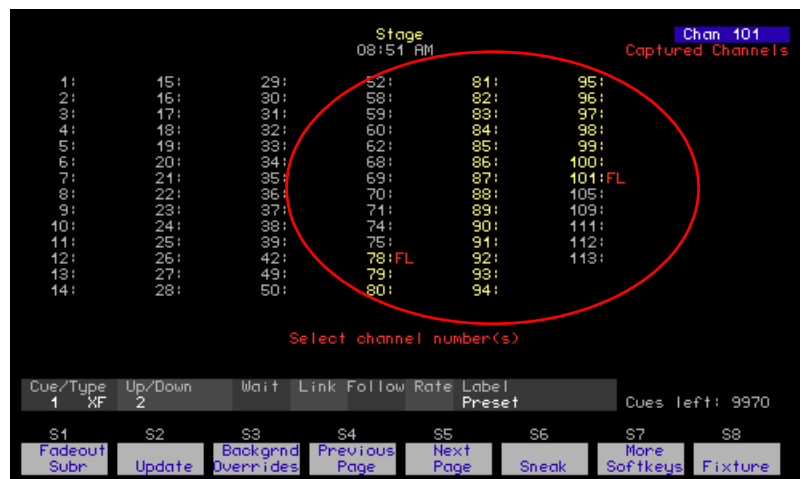 Stage Chan 101
08:51 AM Captured Channels
1: 15: 29: 52: 81: 95:
2: 16: 30: 58: 82: 96:
3: 17: 31: 59: 83: 97:
4: 18: 32: 60: 84: 98:
5: 19: 33: 62: 85: 99:
6: 20: 34: 68: 86: 100:
7: 21: 35: 69: 87: 101:FL
8: 22: 36: 70: 88: 105:
9: 23: 37: 71: 89: 109:
10: 24: 38: 74: 90: 111:
11: 25: 39: 75: 91: 112:
12: 26: 42: 78:FL 92: 113:
13: 27: 49: 79: 93:
14: 28: 50: 80: 94:
Select channel number(s)
Cue/Type Up/Down Wait Link Follow Rate Label
1 XF 2 Preset Cues left: 9970
S1 S2 S3 S4 S5 S6 S7 S8
Fadeout Backgrnd Previous Next More
Subr Update Overrides Page Page Sneak Softkeys Fixture